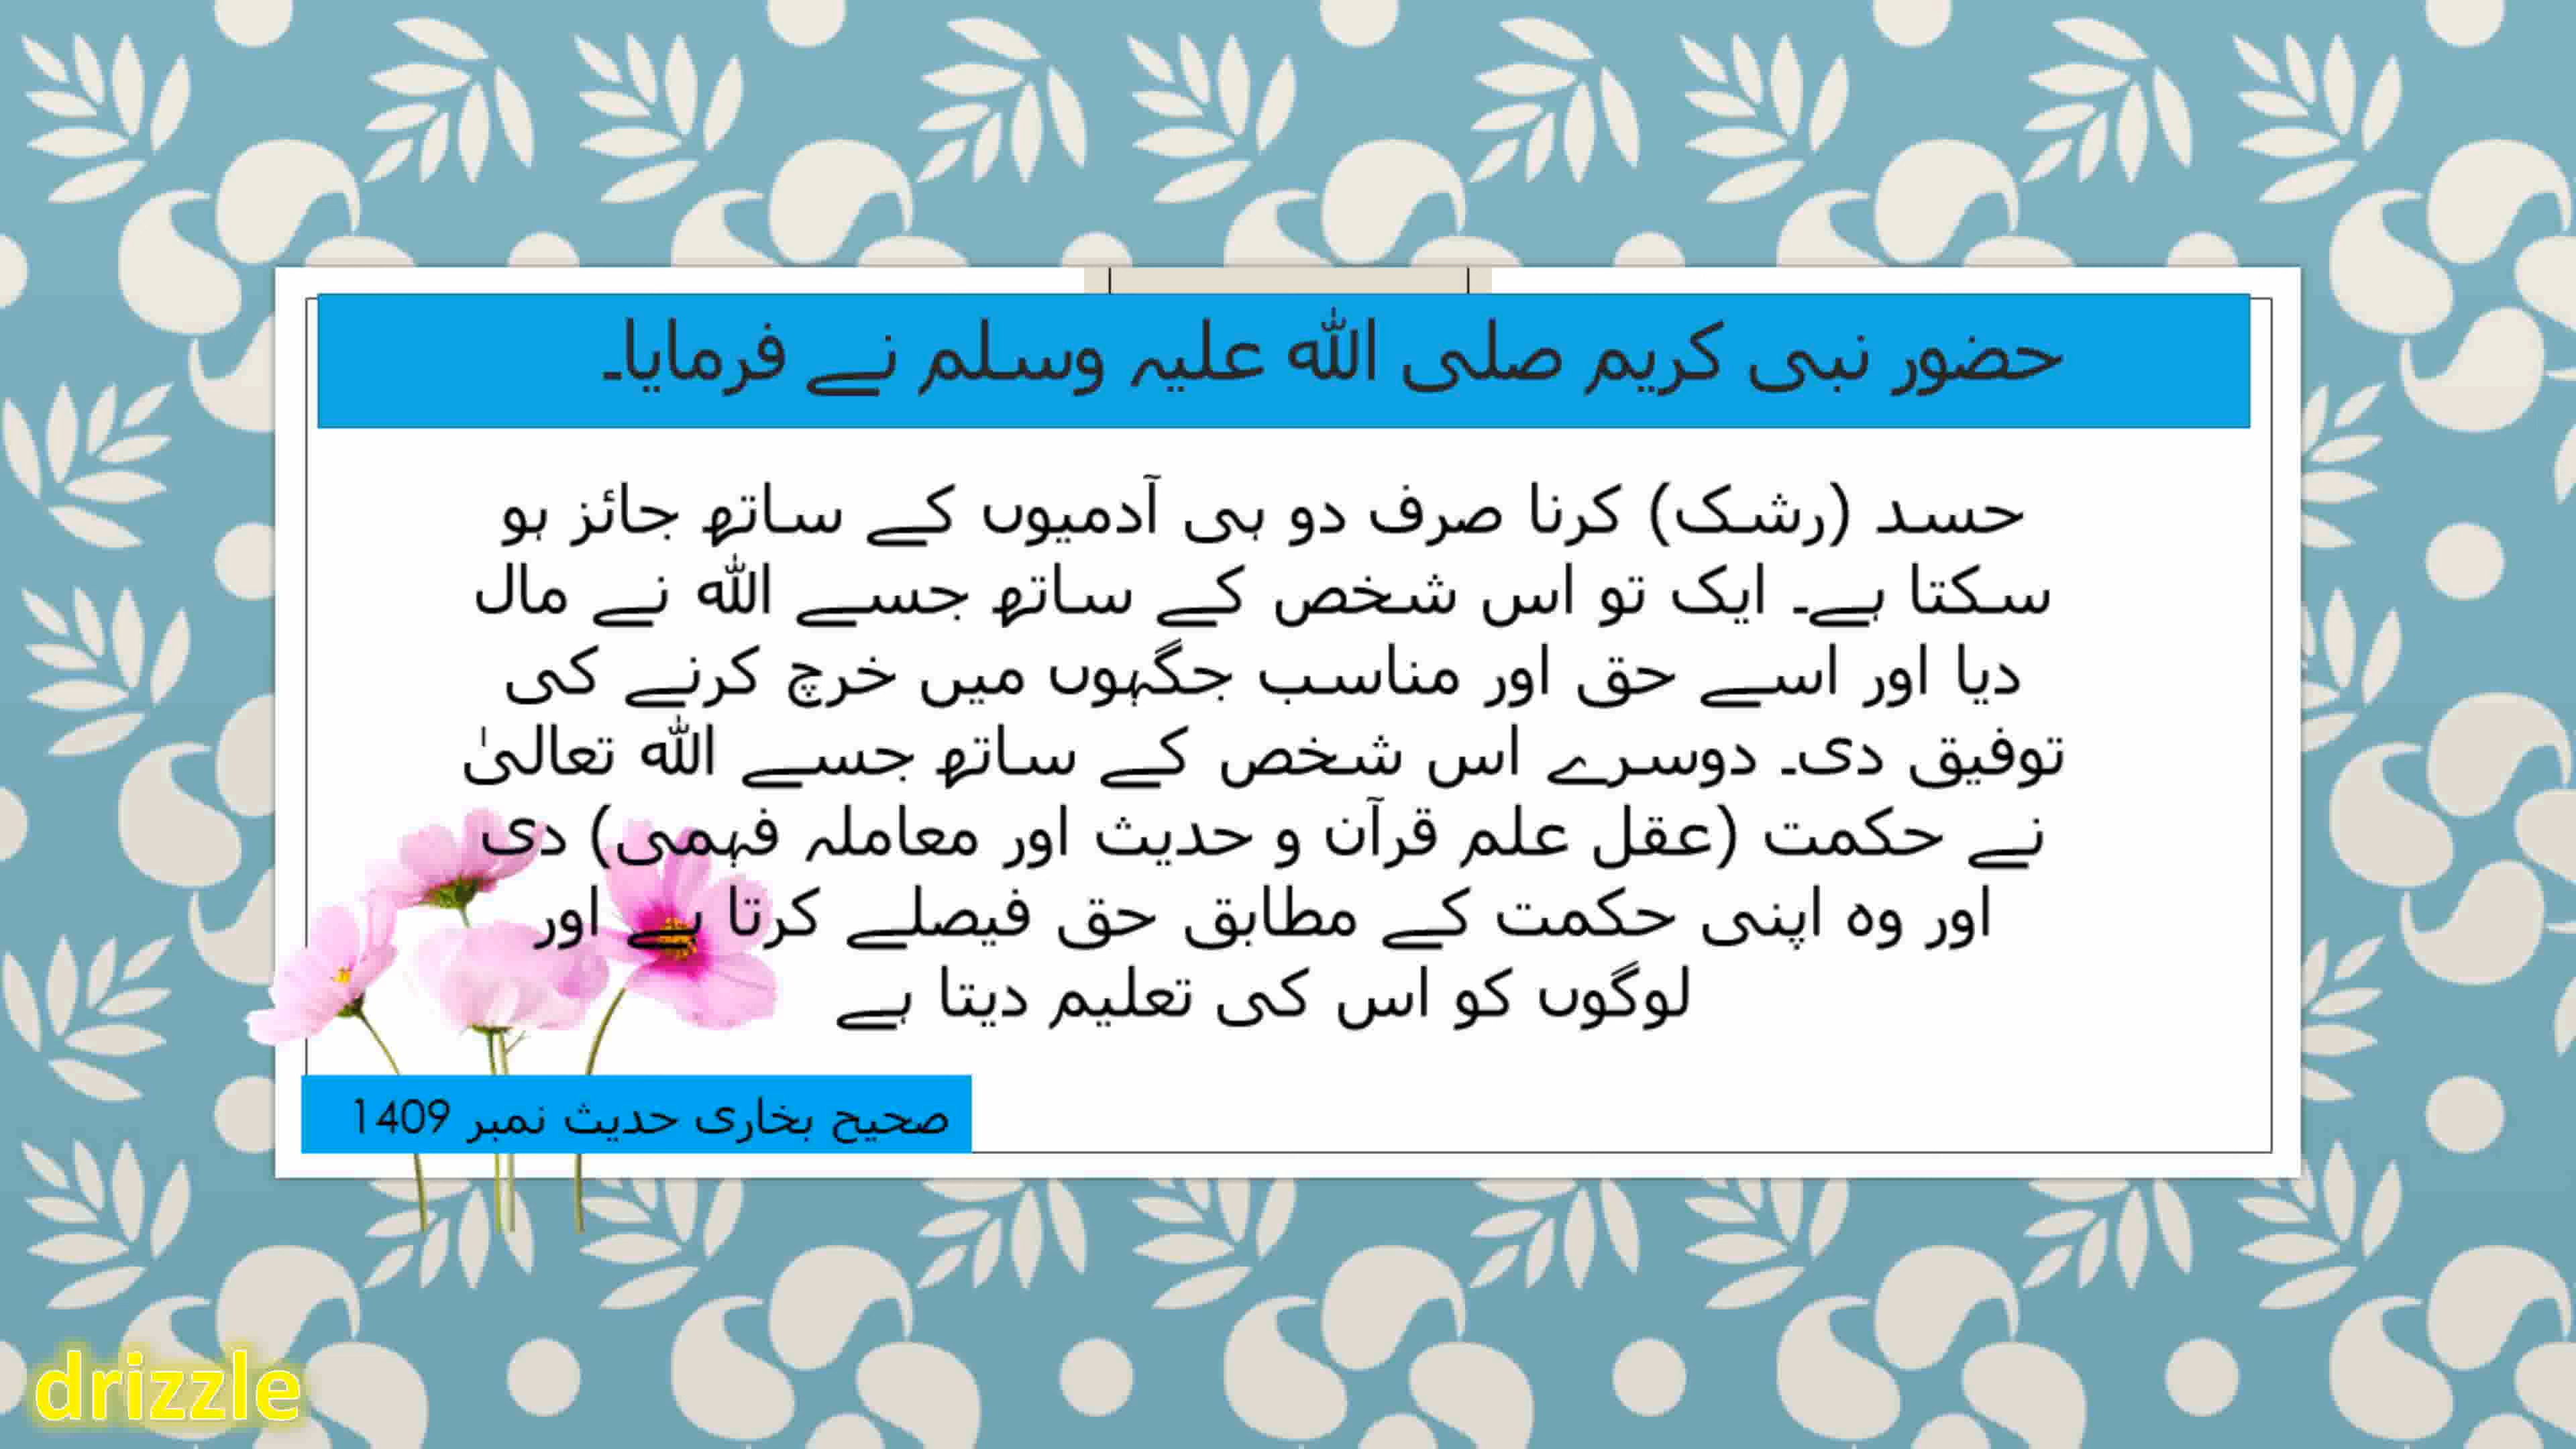 حضور نبی کریم صلی اللہ علیہ وسلم نے فرمایا۔
حسد (رشک) کرنا صرف دو ہی آدمیوں کے ساتھ جائز ہو
سکتا ہے۔ ایک تو اس شخص کے ساتھ جسے اللہ نے مال
دیا اور اسے حق اور مناسب جگہوں میں خرچ کرنے کی
توفیق دی۔ دوسرے اس شخص کے ساتھ جسے اللہ تعالیٰ
نے حکمت (عقل علم قرآن و حدیث اور معاملہ فہمی) دی
اور وہ اپنی حکمت کے مطابق حق فیصلے کرتا ہے اور
لوگوں کو اس کی تعلیم دیتا ہے
صحیح بخاری حدیث نمبر 1409
drizzle